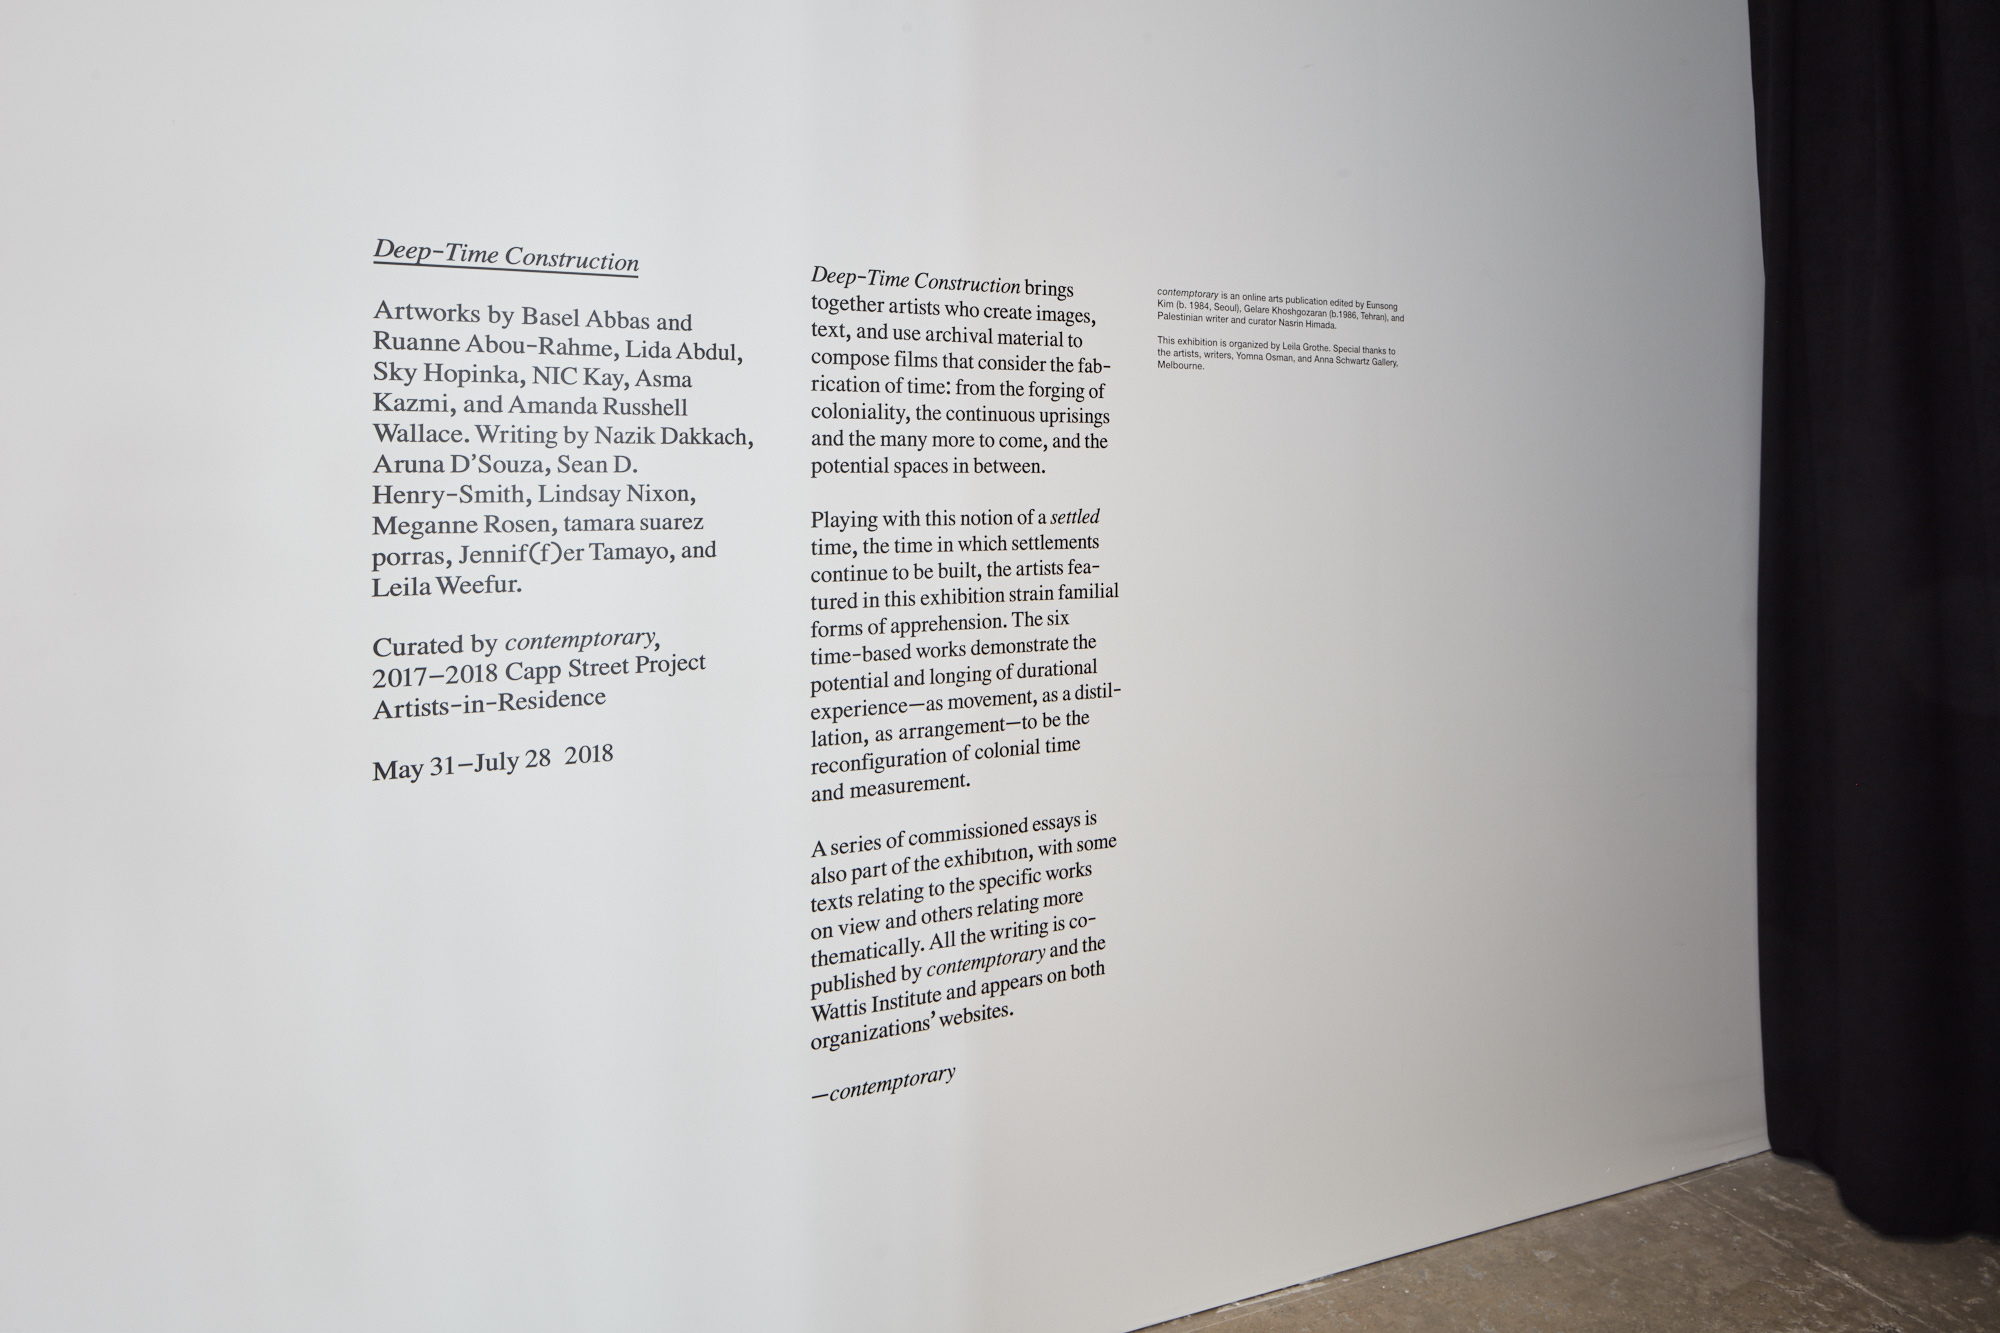 Deep-Time Construction
Artworks by Basel Abbas and
Ruanne Abou-Rahme, Lida Abdul,
Sky Hopinka, NIC Kay, Asma
Kazmi, and Amanda Russhell
Wallace. Writing by Nazik Dakkach,
Aruna D’Souza, Sean D.
Henry-Smith, Lindsay Nixon,
Meganne Rosen, tamara suarez
porras, Jennif(f)er Tamayo, and
Leila Weefur.
Curated by contemptorary,
2017–2018 Capp Street Project
Artists-in-Residence
May 31–July 28 2018
Deep-Time Construction brings
together artists who create images,
text, and use archival material to
compose films that consider the fab-
rication of time: from the forging of
coloniality, the continuous uprisings
and the many more to come, and the
potential spaces in between.
Playing with this notion of a settled
time, the time in which settlements
continue to be built, the artists fea-
tured in this exhibition strain familial
forms of apprehension. The six
time-based works demonstrate the
potential and longing of durational
experience—as movement, as a distil-
lation, as arrangement—to be the
reconfiguration of colonial time
and measurement.
A series of commissioned essays is
also part of the exhibition, with some
texts relating to the specific works
on view and others relating more
thematically. All the writing is co-
published by contemptorary and the
Wattis Institute and appears on both
organizations’ websites.
—contemptorary
contemptorary is an online arts publication edited by Eunsong
Kim (b. 1984, Seoul), Gelare Khoshgozaran (b.1986, Tehran), and
Palestinian writer and curator Nasrin Himada.
This exhibition is organized by Leila Grothe. Special thanks to
the artists, writers, Yomna Osman, and Anna Schwartz Gallery,
Melbourne.